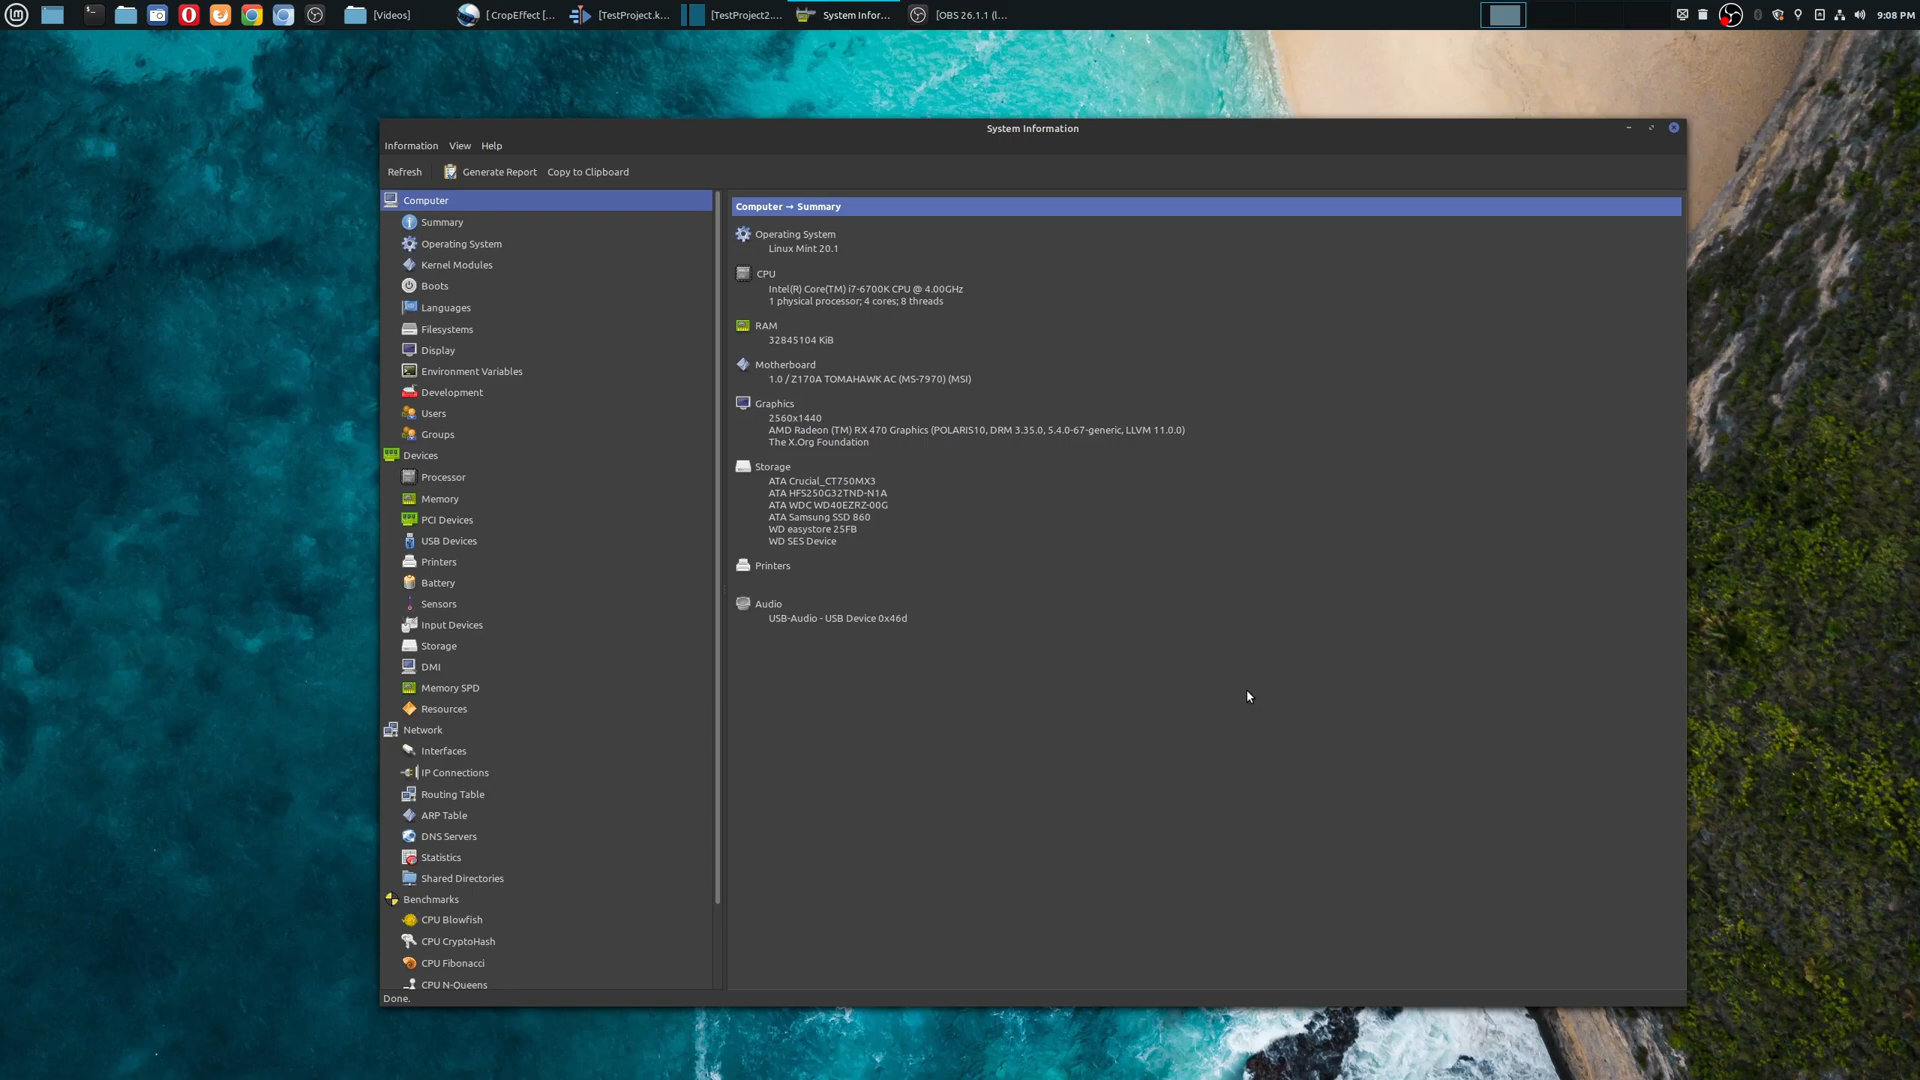 [Videos]
[ CropEffect [...
[TestProject.k...
[TestProject2....
System Infor...
[OBS 26.1.1 (l...
9:08 PM
System Information
Information View Help
Refresh Generate Report Copy to Clipboard
Computer
Summary
Operating System
Kernel Modules
Boots
Languages
Filesystems
Display
Environment Variables
Development
Users
Groups
Devices
Processor
Memory
PCI Devices
USB Devices
Printers
Battery
Sensors
Input Devices
Storage
DMI
Memory SPD
Resources
Network
Interfaces
IP Connections
Routing Table
ARP Table
DNS Servers
Statistics
Shared Directories
Benchmarks
CPU Blowfish
CPU CryptoHash
CPU Fibonacci
CPU N-Queens
Computer → Summary
Operating System
Linux Mint 20.1
CPU
Intel(R) Core(TM) i7-6700K CPU @ 4.00GHz
1 physical processor; 4 cores; 8 threads
RAM
32845104 KiB
Motherboard
1.0 / Z170A TOMAHAWK AC (MS-7970) (MSI)
Graphics
2560x1440
AMD Radeon (TM) RX 470 Graphics (POLARIS10, DRM 3.35.0, 5.4.0-67-generic, LLVM 11.0.0)
The X.Org Foundation
Storage
ATA Crucial_CT750MX3
ATA HFS250G32TND-N1A
ATA WDC WD40EZRZ-00G
ATA Samsung SSD 860
WD easystore 25FB
WD SES Device
Printers
Audio
USB-Audio - USB Device 0x46d
Done.